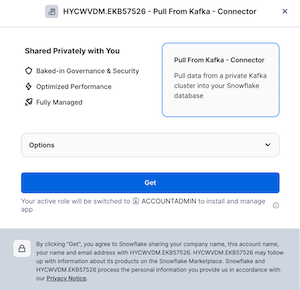 HYCWVDM.EKB57526 - Pull From Kafka - Connector
Shared Privately with You
Baked-in Governance & Security
Optimized Performance
Fully Managed
Pull From Kafka - Connector
Pull data from a private Kafka
cluster into your Snowflake
database
Options
Get
Your active role will be switched to ACCOUNTADMIN to install and manage
app
By clicking "Get", you agree to Snowflake sharing your company name, this account name,
your name and email address with HYCWVDM.EKB57526. HYCWVDM.EKB57526 may follow
up with information about its products on the Snowflake Marketplace. Snowflake and
HYCWVDM.EKB57526 process the personal information you provide us in accordance with
our Privacy Notice.